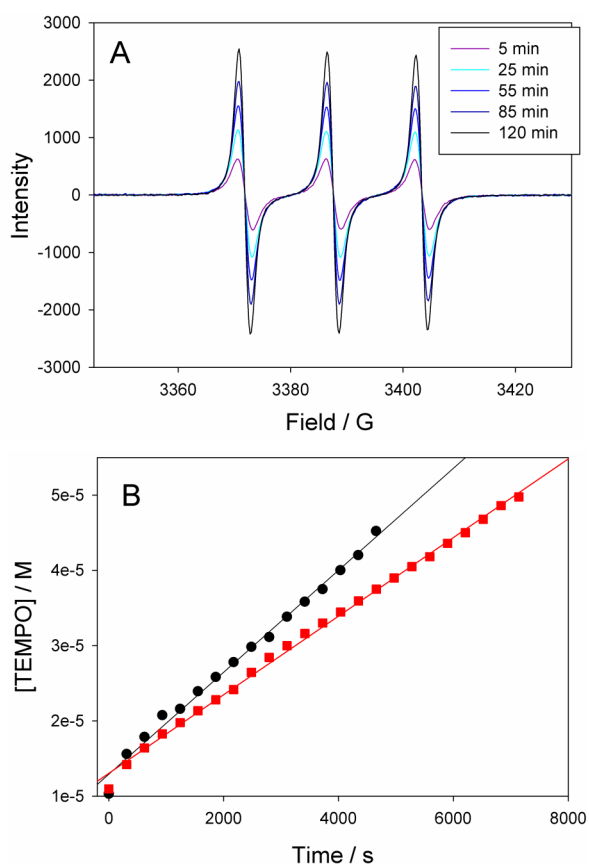 A
3000
2000
1000
0
-1000
-2000
-3000
Intensity
5 min
25 min
55 min
85 min
120 min
3360 3380 3400 3420
Field / G
B
5e-5
4e-5
3e-5
2e-5
1e-5
[TEMPO] / M
0 2000 4000 6000 8000
Time / s